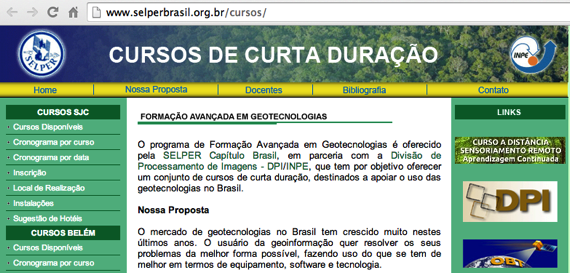 www.selperbrasil.org.br/cursos/
SELPER
CURSOS DE CURTA DURAÇÃO
INPE
Home
Nossa Proposta
Docentes
Bibliografia
Contato
CURSOS SJC
Cursos Disponíveis
Cronograma por curso
Cronograma por data
Inscrição
Local de Realização
Instalações
Sugestão de Hotéis
CURSOS BELÉM
Cursos Disponíveis
Cronograma por curso
FORMAÇÃO AVANÇADA EM GEOTECNOLOGIAS
O programa de Formação Avançada em Geotecnologias é oferecido
pela SELPER Capítulo Brasil, em parceria com a Divisão de
Processamento de Imagens - DPI/INPE, que tem por objetivo oferecer
um conjunto de cursos de curta duração, destinados a apoiar o uso das
geotecnologias no Brasil.
Nossa Proposta
O mercado de geotecnologias no Brasil tem crescido muito nestes
últimos anos. O usuário da geoinformação quer resolver os seus
problemas da melhor forma possível, fazendo uso do que se tem de
melhor em termos de equipamento, software e tecnologia.
LINKS
CURSO A DISTÂNCIA
SENSORIAMENTO REMOTO
Aprendizagem Continuada
DPI
OBT